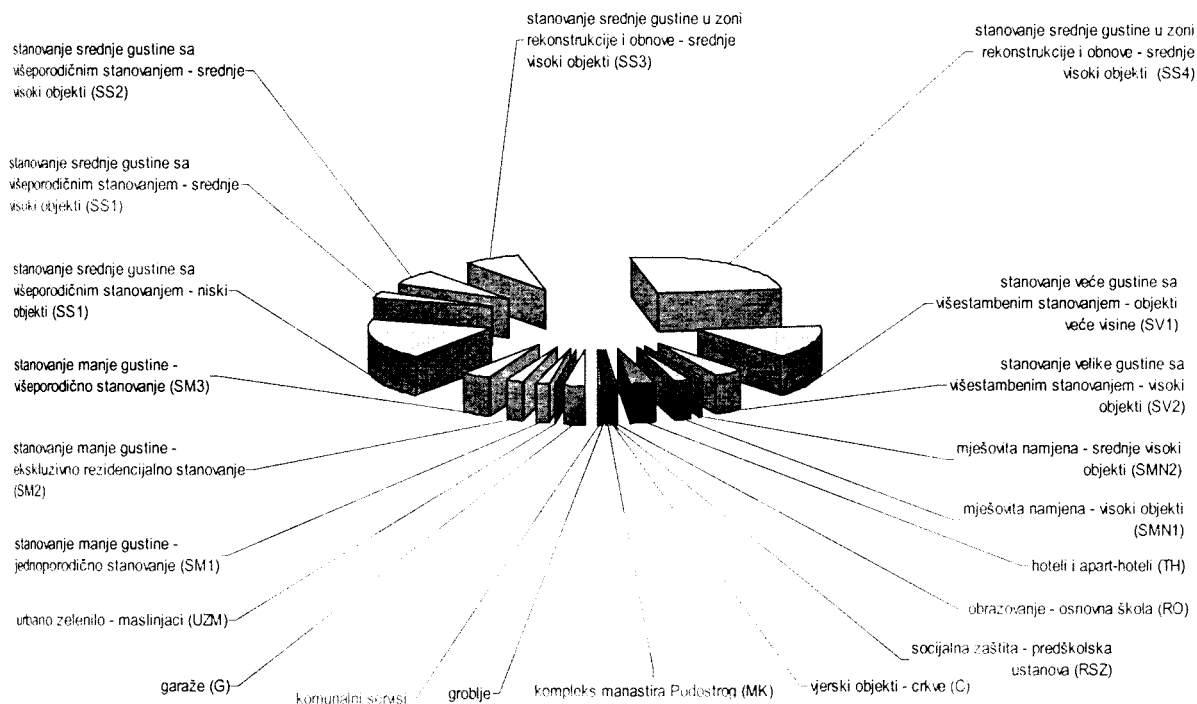 stanovanje srednje gustine u zoni
rekonstrukcije i obnove - srednje
visoki objekti (SS3)
stanovanje srednje gustine u zoni
rekonstrukcije i obnove - srednje
visoki objekti (SS4)
stanovanje srednje gustine sa
višeporodičnim stanovanjem - srednje
visoki objekti (SS2)
stanovanje srednje gustine sa
višeporodičnim stanovanjem - srednje
visoki objekti (SS1)
stanovanje srednje gustine sa
višeporodičnim stanovanjem - niski
objekti (SS1)
stanovanje manje gustine -
višeporodično stanovanje (SM3)
stanovanje manje gustine -
ekskluzivno rezidencijalno stanovanje
(SM2)
stanovanje manje gustine -
jednoporodično stanovanje (SM1)
urbano zelenilo - maslinjaci (UZM)
garaže (G)
komunalni servisi
groblje
kompleks manastira Podostrog (MK)
vjerski objekti - crkve (C)
socijalna zaštita - predškolska
ustanova (RSZ)
obrazovanje - osnovna škola (RO)
hoteli i apart-hoteli (TH)
mješovita namjena - visoki objekti
(SMN1)
mješovita namjena - srednje visoki
objekti (SMN2)
stanovanje velike gustine sa
višestambenim stanovanjem - visoki
objekti (SV2)
stanovanje veće gustine sa
višestambenim stanovanjem - objekti
veće visine (SV1)